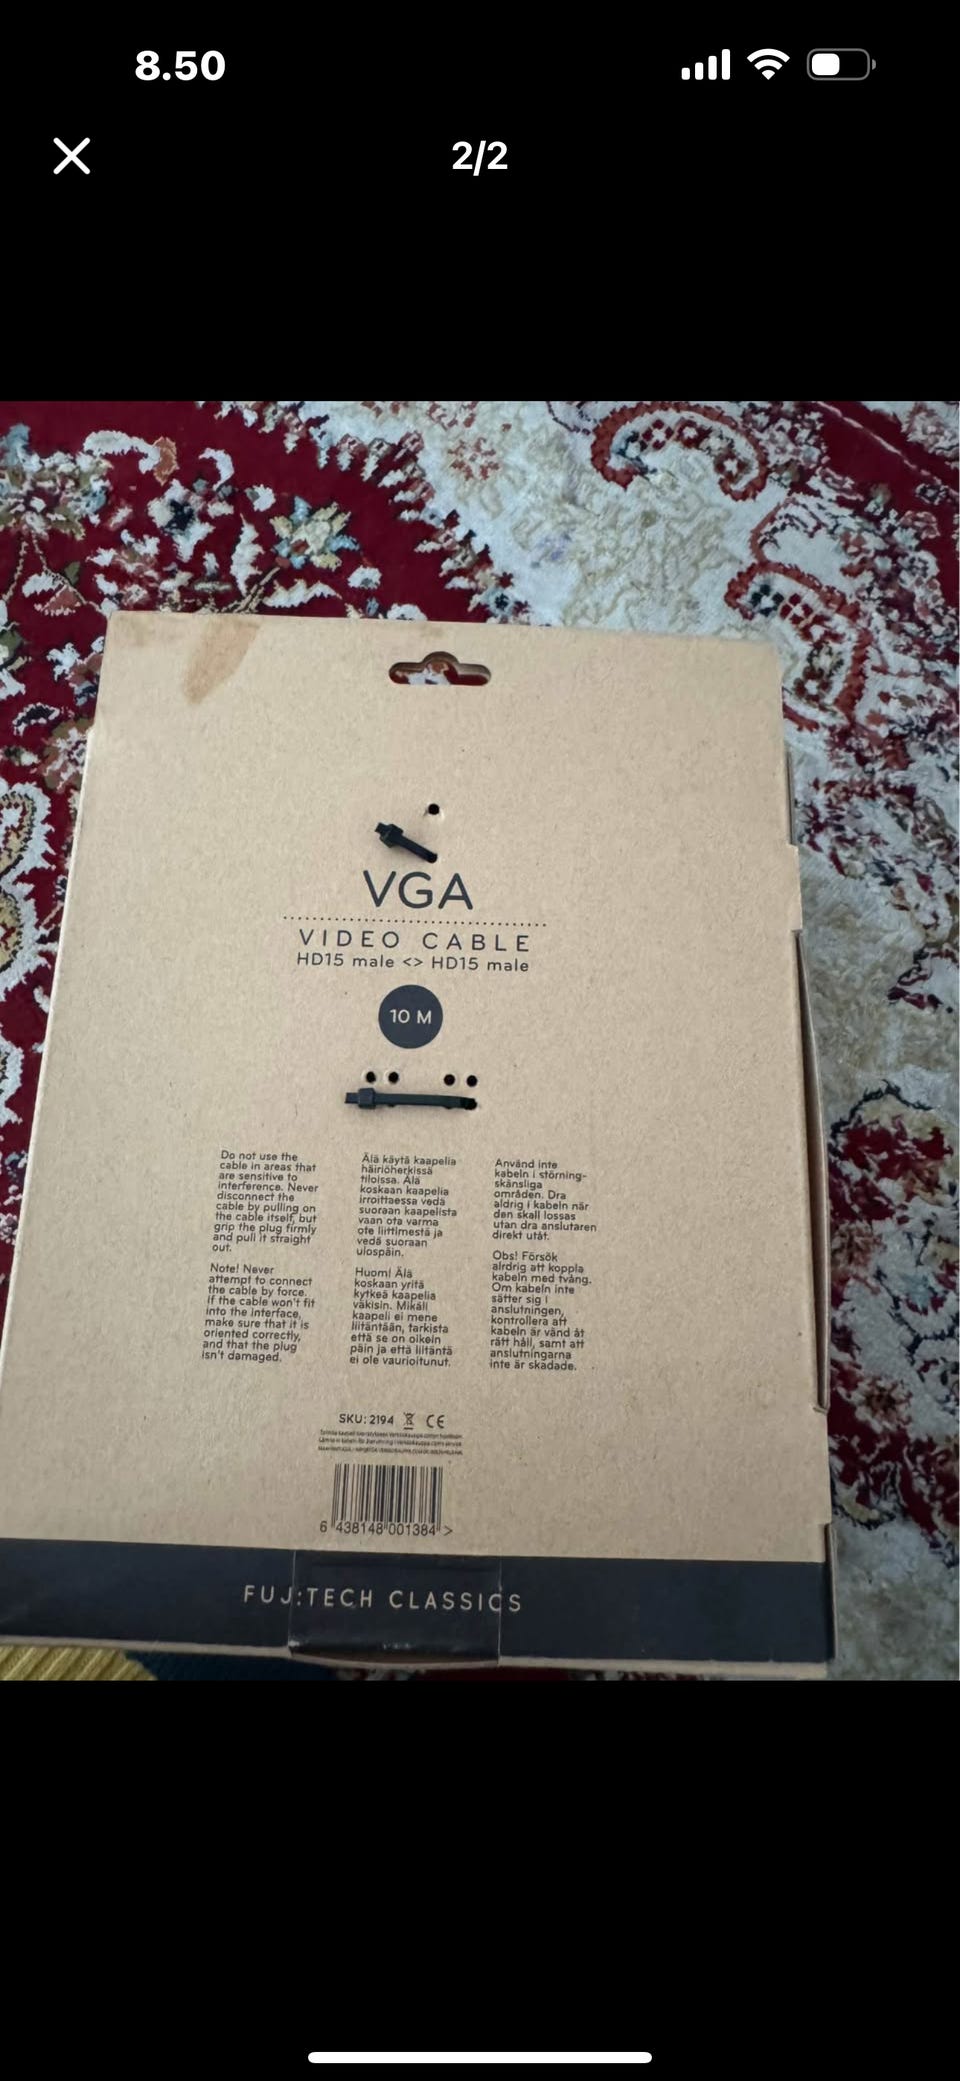 8.50
2/2
VGA
VIDEO CABLE
HD15 male <> HD15 male
10 M
Do not use the
cable in areas that
are sensitive to
interference. Never
disconnect the
cable by pulling on
the cable itself, but
grip the plug firmly
and pull it straight
out.
Note! Never
attempt to connect
the cable by force.
If the cable won't fit
into the interface,
make sure that it is
oriented correctly,
and that the plug
isn't damaged.
Älä käytä kaapelia
häiriöherkissä
tiloissa. Älä
koskaan kaapelia
irroittaessa vedä
suoraan kaapelista
vaan ota varma
ote liittimestä ja
vedä suoraan
ulospäin.
Huom! Älä
koskaan yritä
kytkeä kaapelia
väkisin. Mikäli
kaapeli ei mene
liitäntään, tarkista
että se on oikein
päin ja että liitäntä
ei ole vaurioitunut.
Använd inte
kabeln i störning-
skänsliga
områden. Dra
aldrig i kabeln när
den skall lossas
utan dra anslutaren
direkt utåt.
Obs! Försök
alrdrig att koppla
kabeln med tvång.
Om kabeln inte
sätter sig i
anslutningen,
kontrollera att
kabeln är vänd åt
rätt håll, samt att
anslutningarna
inte är skadade.
SKU: 2194 CE
6 438148 001384 >
FUJ:TECH CLASSICS